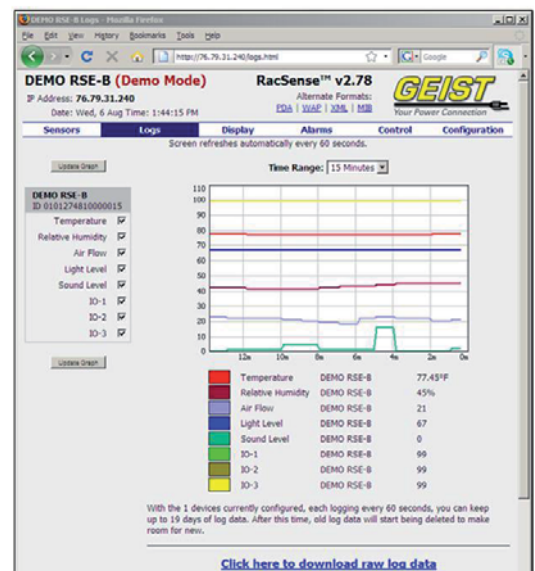 DEMO RSE-B Logs - Mozilla Firefox
File Edit View History Bookmarks Tools Help
http://76.79.31.240/logs.html
Google
DEMO RSE-B (Demo Mode)
RacSense™ v2.78
GEIST
IP Address: 76.79.31.240
Alternate Formats:
Date: Wed, 6 Aug Time: 1:44:15 PM
PDA | WAP | XML | MIB
Your Power Connection
Sensors Logs Display Alarms Control Configuration
Screen refreshes automatically every 60 seconds.
Update Graph
Time Range: 15 Minutes
DEMO RSE-B
ID 0101274810000015
Temperature
Relative Humidity
Air Flow
Light Level
Sound Level
IO-1
IO-2
IO-3
Update Graph
110
100
90
80
70
60
50
40
30
20
10
0
12m 10m 8m 6m 4m 2m 0m
Temperature DEMO RSE-B 77.45°F
Relative Humidity DEMO RSE-B 45%
Air Flow DEMO RSE-B 21
Light Level DEMO RSE-B 67
Sound Level DEMO RSE-B 0
IO-1 DEMO RSE-B 99
IO-2 DEMO RSE-B 99
IO-3 DEMO RSE-B 99
With the 1 devices currently configured, each logging every 60 seconds, you can keep
up to 19 days of log data. After this time, old log data will start being deleted to make
room for new.
Click here to download raw log data